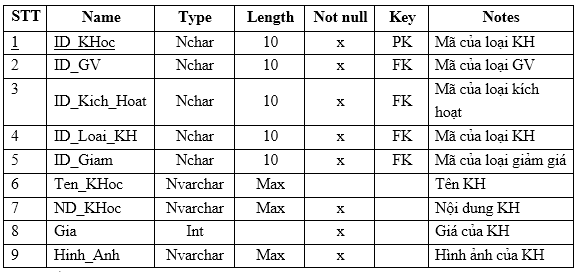 STT Name Type Length Not null Key Notes
1 ID_KHoc Nchar 10 x PK Mã của loại KH
2 ID_GV Nchar 10 x FK Mã của loại GV
3 ID_Kich_Hoat Nchar 10 x FK Mã của loại kích
hoạt
4 ID_Loai_KH Nchar 10 x FK Mã của loại KH
5 ID_Giam Nchar 10 x FK Mã của loại giảm giá
6 Ten_KHoc Nvarchar Max Tên KH
7 ND_KHoc Nvarchar Max x Nội dung KH
8 Gia Int x Giá của KH
9 Hinh_Anh Nvarchar Max x Hình ảnh của KH